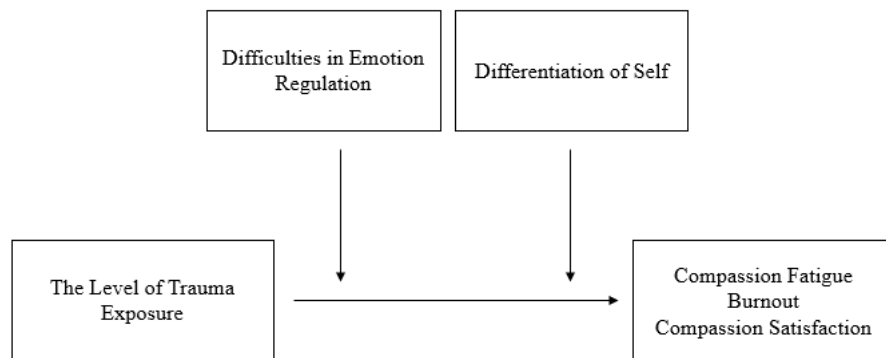 Difficulties in Emotion
Regulation
Differentiation of Self
The Level of Trauma
Exposure
Compassion Fatigue
Burnout
Compassion Satisfaction